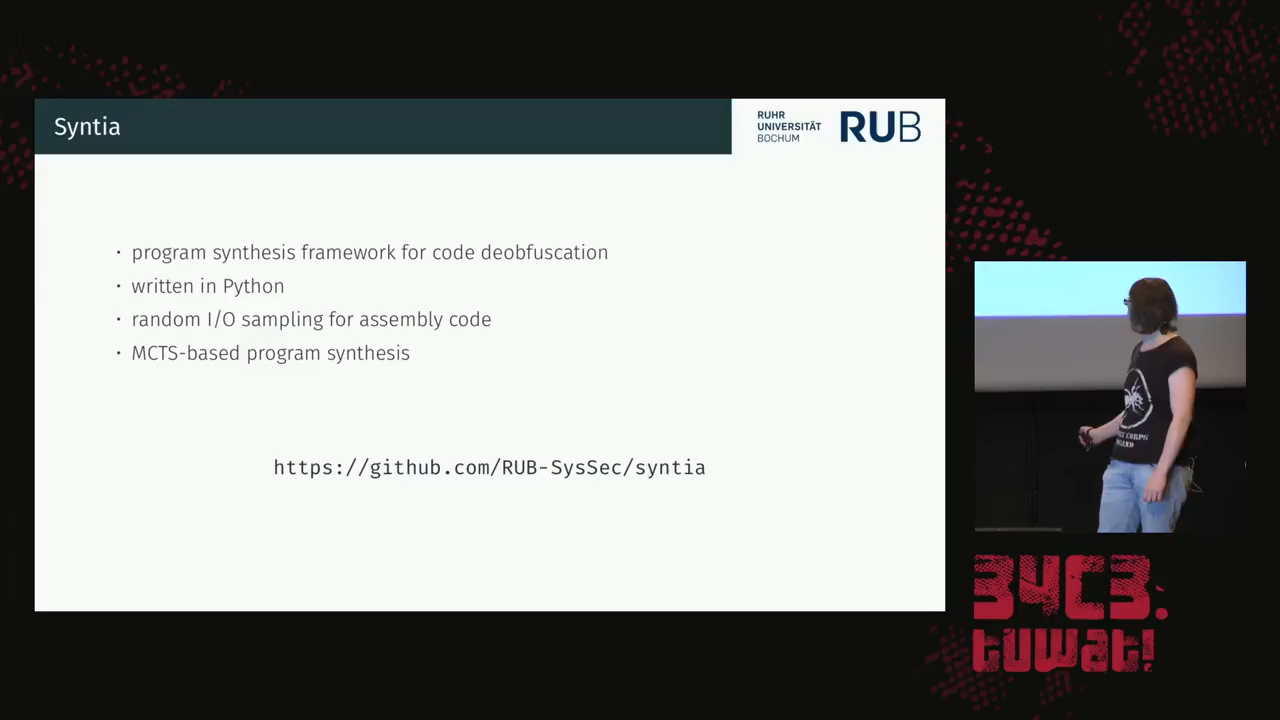 Syntia
RUHR
UNIVERSITÄT
BOCHUM
RUB
· program synthesis framework for code deobfuscation
· written in Python
· random I/O sampling for assembly code
· MCTS-based program synthesis
https://github.com/RUB-SysSec/syntia
CORPS
34C3.
tuwat!